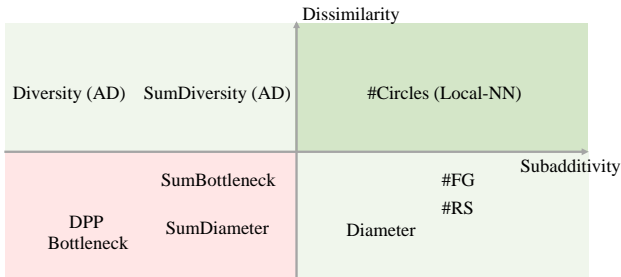 Dissimilarity
Diversity (AD) SumDiversity (AD) #Circles (Local-NN)
Subadditivity
SumBottleneck #FG
#RS
DPP SumDiameter Diameter
Bottleneck